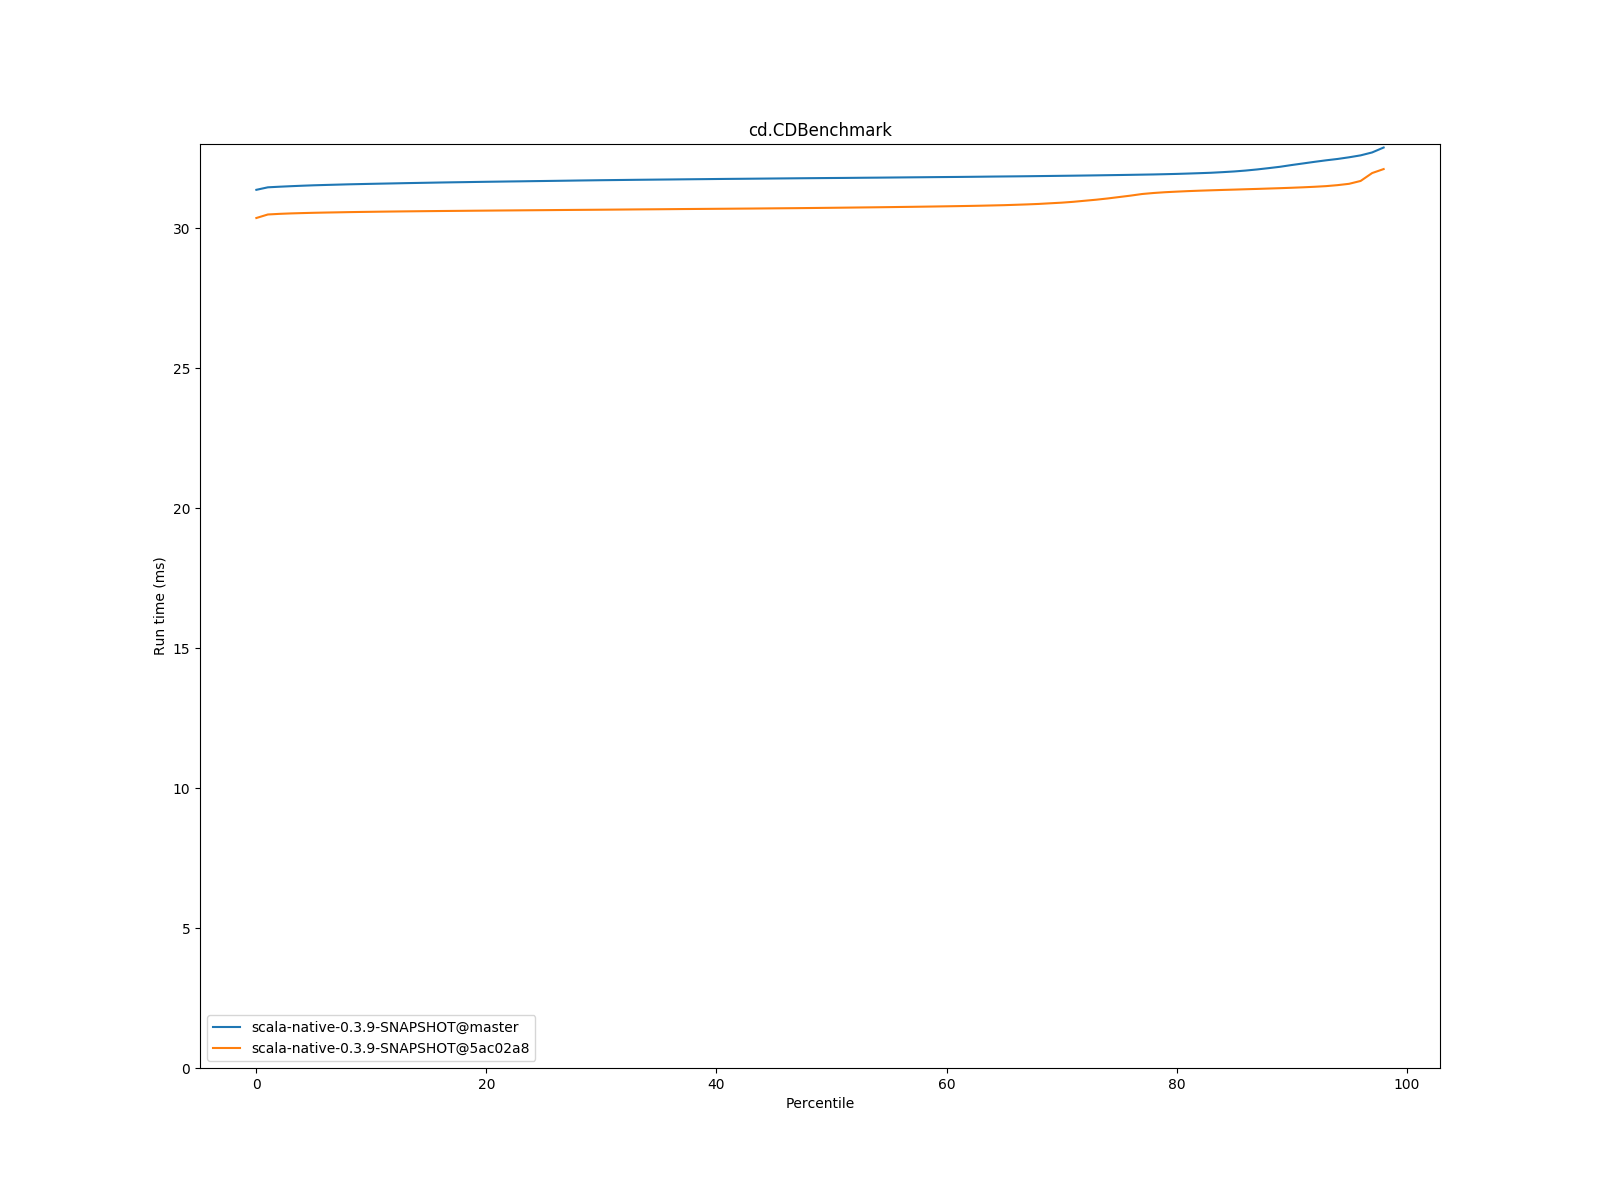 cd.CDBenchmark
30
25
20
15
10
5
0
Run time (ms)
scala-native-0.3.9-SNAPSHOT@master
scala-native-0.3.9-SNAPSHOT@5ac02a8
0 20 40 60 80 100
Percentile